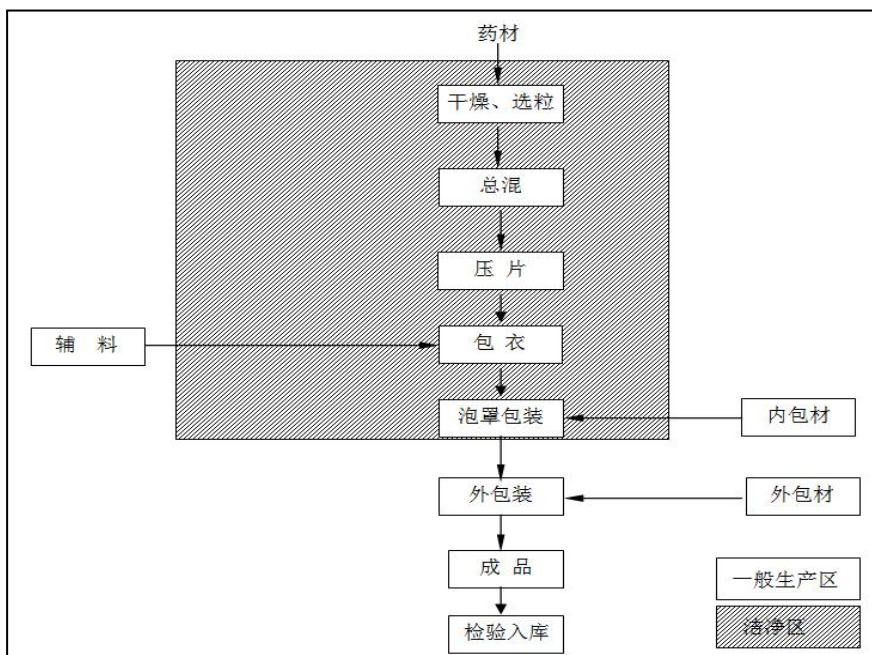 药材
干燥、选粒
总混
压 片
辅 料
包 衣
泡罩包装
内包材
外包装
外包材
成 品
一般生产区
洁净区
检验入库